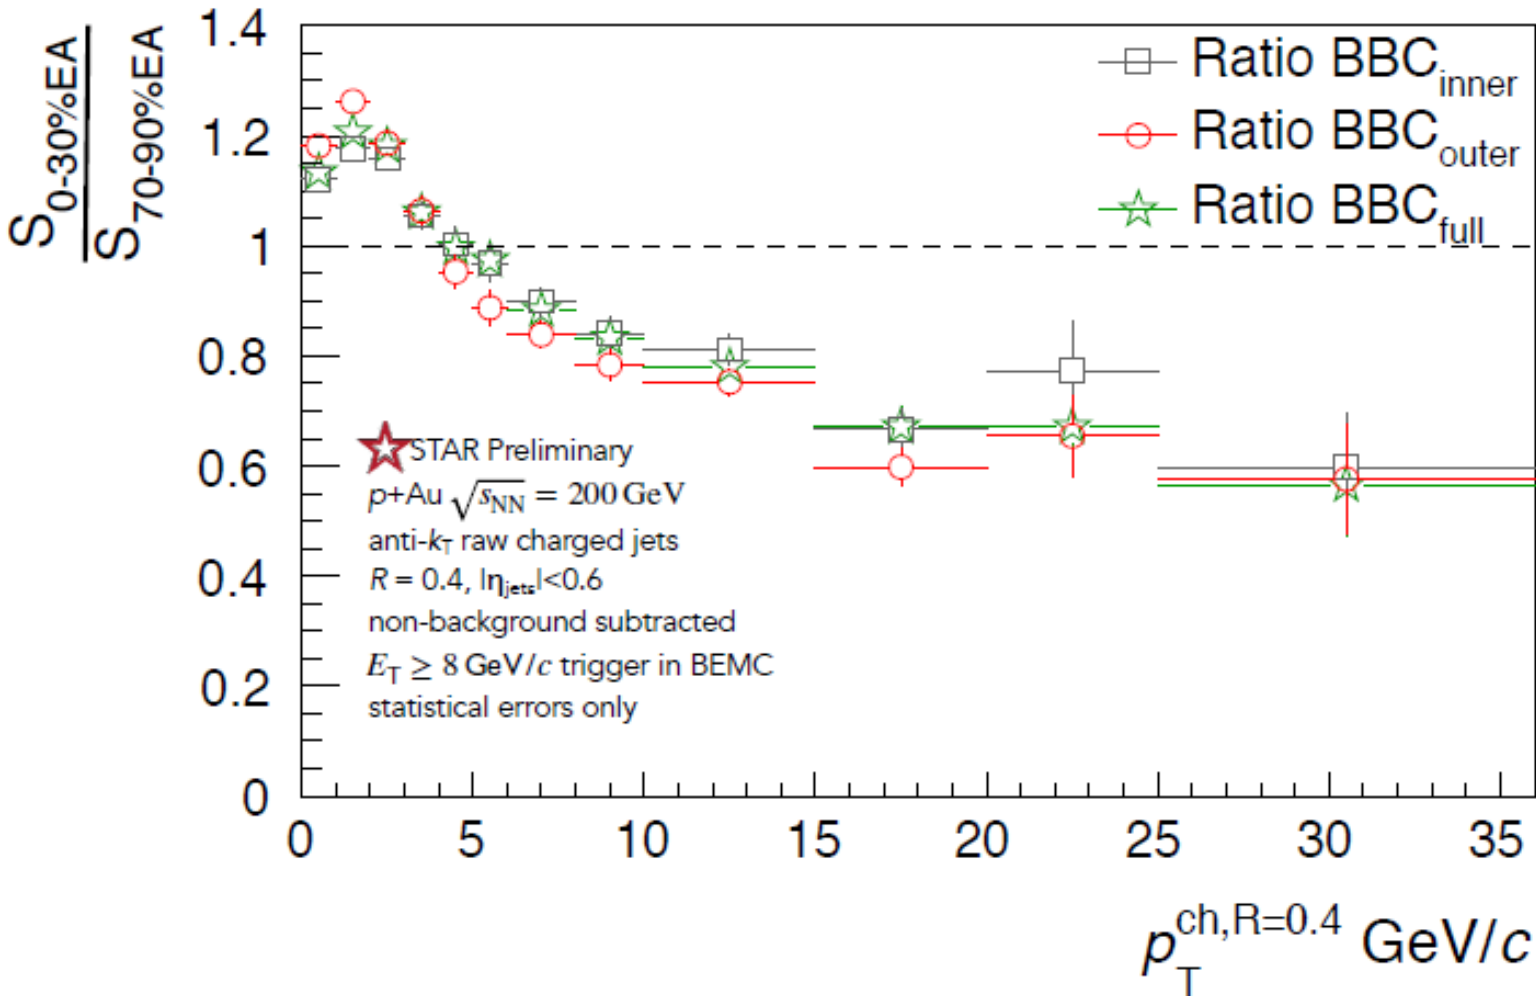 S0-30%EA
S70-90%EA
1.4
1.2
1
0.8
0.6
0.4
0.2
0
Ratio BBCinner
Ratio BBCouter
Ratio BBCfull
STAR Preliminary
p+Au √sNN = 200 GeV
anti-kT raw charged jets
R = 0.4, |ηjets|<0.6
non-background subtracted
ET ≥ 8 GeV/c trigger in BEMC
statistical errors only
0 5 10 15 20 25 30 35
pT^ch,R=0.4 GeV/c